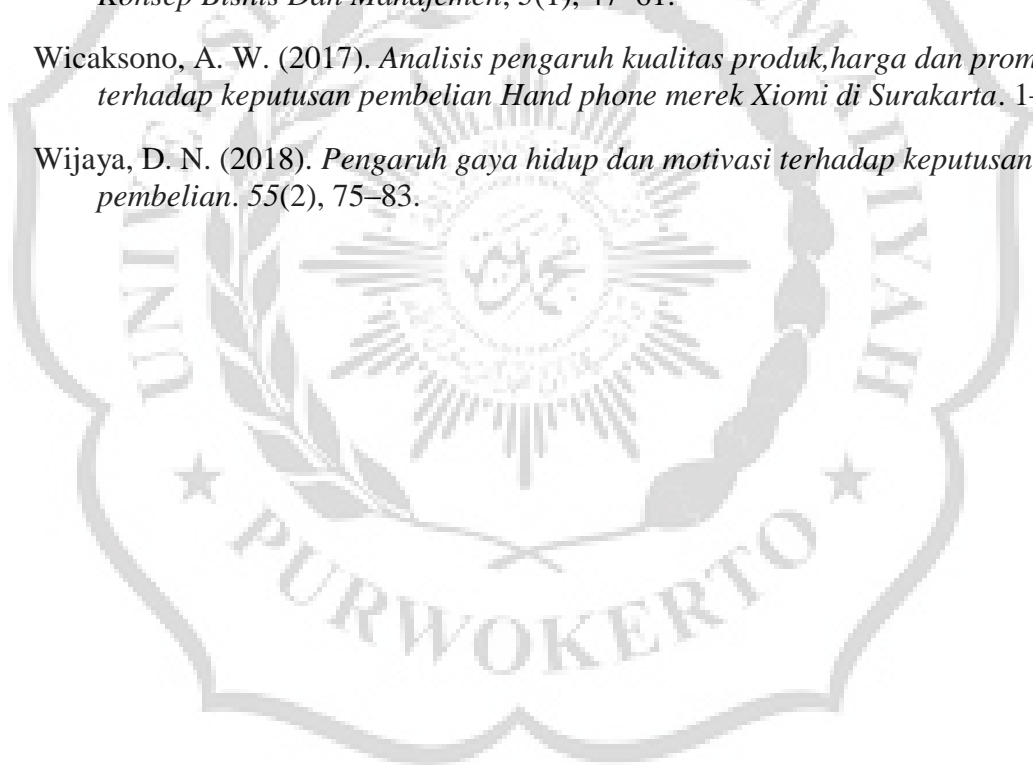 Konsep Bisnis Dan Manajemen, 5(1), 47–61.
Wicaksono, A. W. (2017). Analisis pengaruh kualitas produk,harga dan prom
terhadap keputusan pembelian Hand phone merek Xiomi di Surakarta. 1–
Wijaya, D. N. (2018). Pengaruh gaya hidup dan motivasi terhadap keputusan
pembelian. 55(2), 75–83.
PURWOKERTO